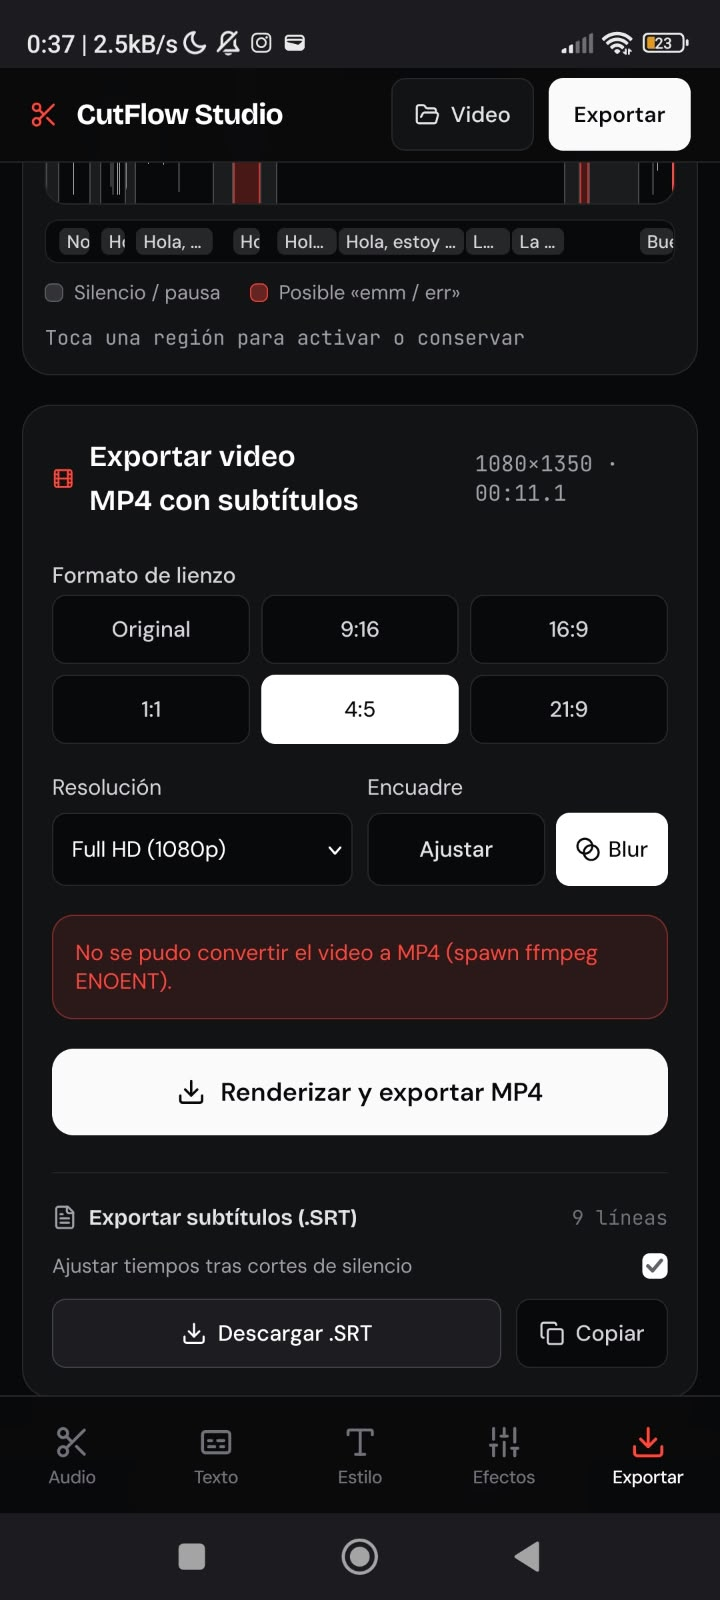 0:37 | 2.5kB/s
23
CutFlow Studio
Video
Exportar
No
Hola, ...
Hol...
Hola, estoy ...
L...
La ...
Silencio / pausa
Posible «emm / err»
Toca una región para activar o conservar
Exportar video
MP4 con subtítulos
1080×1350 ·
00:11.1
Formato de lienzo
Original
9:16
16:9
1:1
4:5
21:9
Resolución
Encuadre
Full HD (1080p)
Ajustar
Blur
No se pudo convertir el video a MP4 (spawn ffmpeg
ENOENT).
Renderizar y exportar MP4
Exportar subtítulos (.SRT)
9 líneas
Ajustar tiempos tras cortes de silencio
Descargar .SRT
Copiar
Audio
Texto
Estilo
Efectos
Exportar